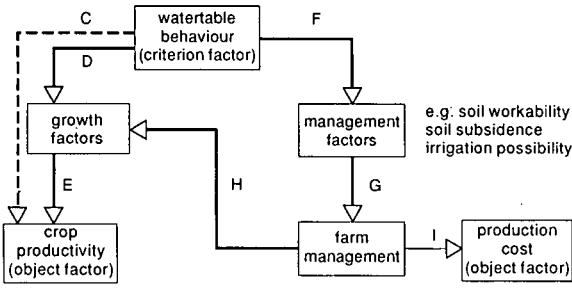 C
watertable
behaviour
(criterion factor)
F
D
growth
factors
management
factors
e.g. soil workability
soil subsidence
irrigation possibility
E
H
G
crop
productivity
(object factor)
farm
management
I
production
cost
(object factor)